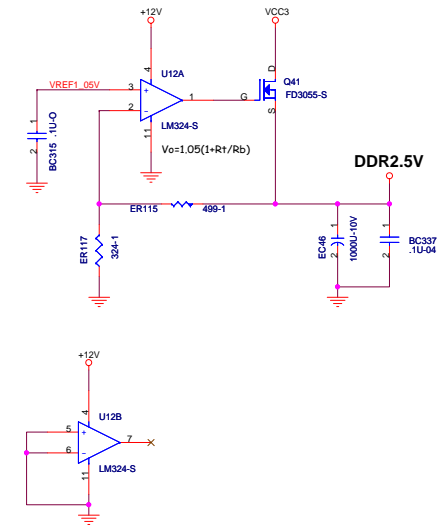 +12V
VCC3
4
U12A
D
Q41
VREF1_05V
3
+
1
G
FD3055-S
2
-
S
LM324-S
11
1
BC315 .1U-O
2
Vo=1.05(1+Rt/Rb)
DDR2.5V
ER115
499-1
ER117
324-1
1
EC46
1000U-10V
2
1
BC337
.1U-04
2
+12V
4
U12B
5
+
7
6
-
LM324-S
11